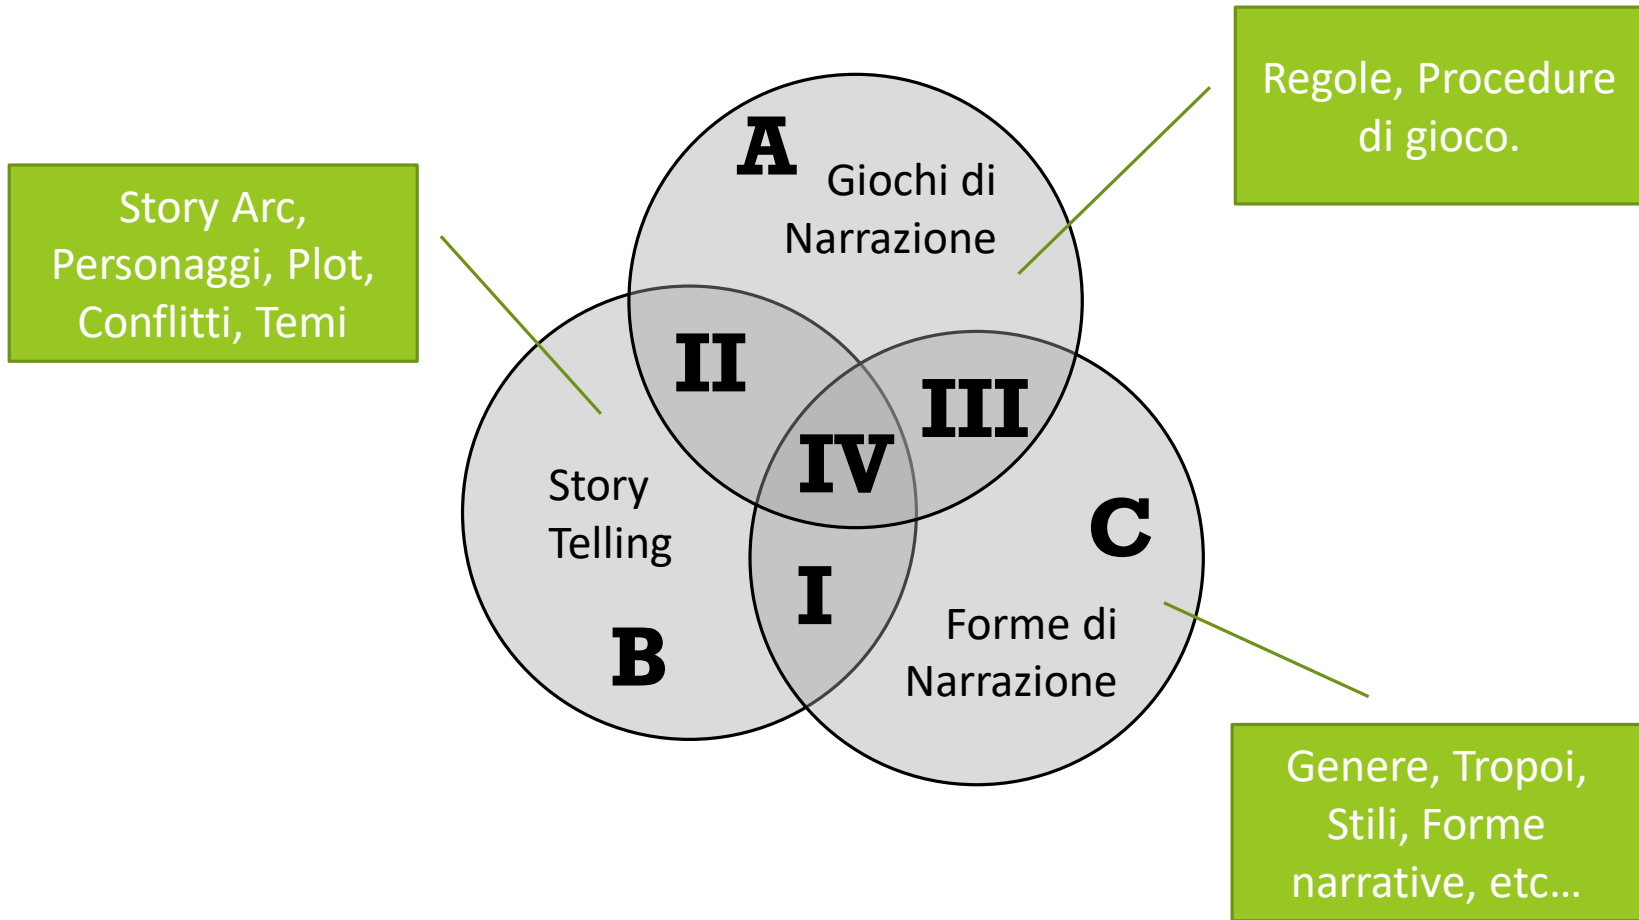 Regole, Procedure
di gioco.
A
Giochi di
Narrazione
Story Arc,
Personaggi, Plot,
Conflitti, Temi
II
III
IV
Story
Telling
C
I
B
Forme di
Narrazione
Genere, Tropoi,
Stili, Forme
narrative, etc...